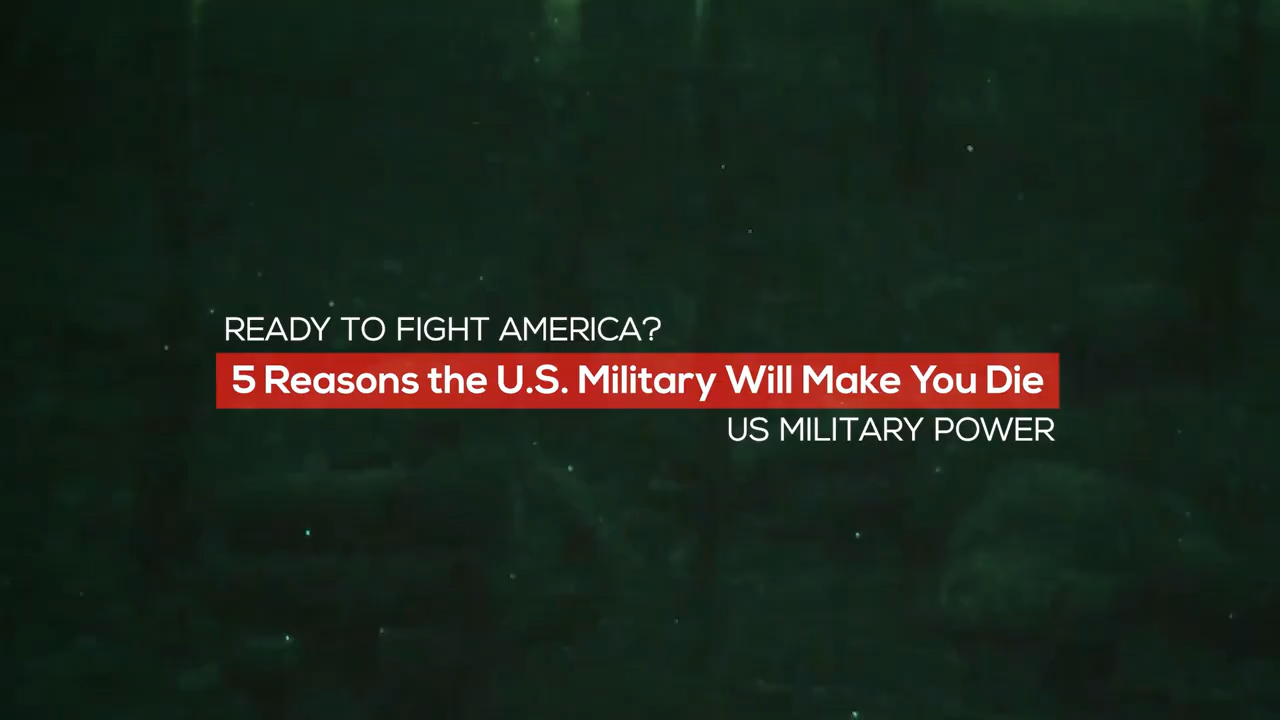 READY TO FIGHT AMERICA?
5 Reasons the U.S. Military Will Make You Die
US MILITARY POWER